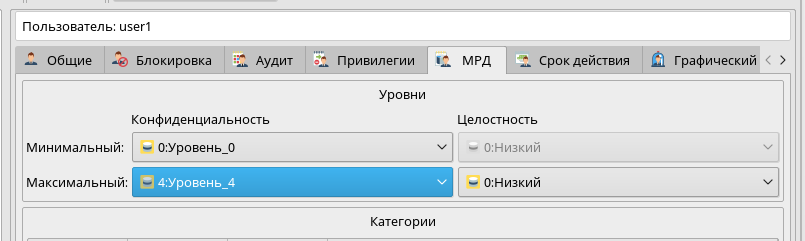 Пользователь: user1
Общие Блокировка Аудит Привилегии МРД Срок действия Графический
Уровни
Конфиденциальность Целостность
Минимальный: 0:Уровень_0 0:Низкий
Максимальный: 4:Уровень_4 0:Низкий
Категории